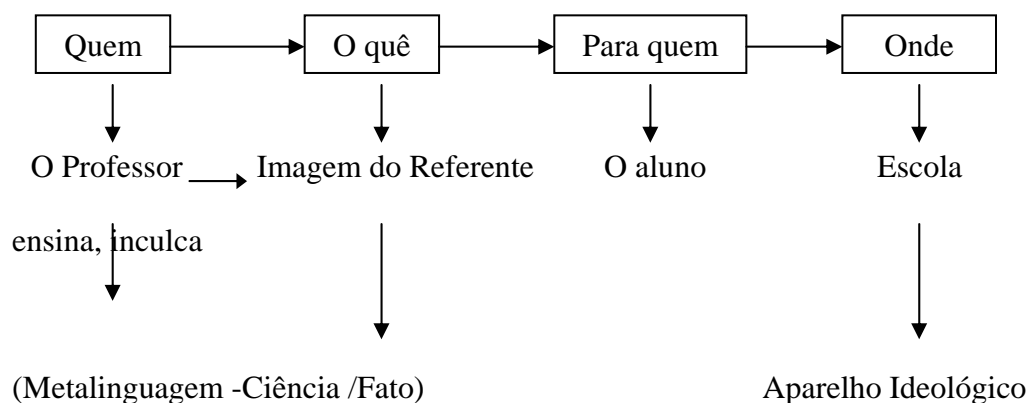 Quem O quê Para quem Onde
O Professor Imagem do Referente O aluno Escola
ensina, inculca
(Metalinguagem -Ciência /Fato) Aparelho Ideológico